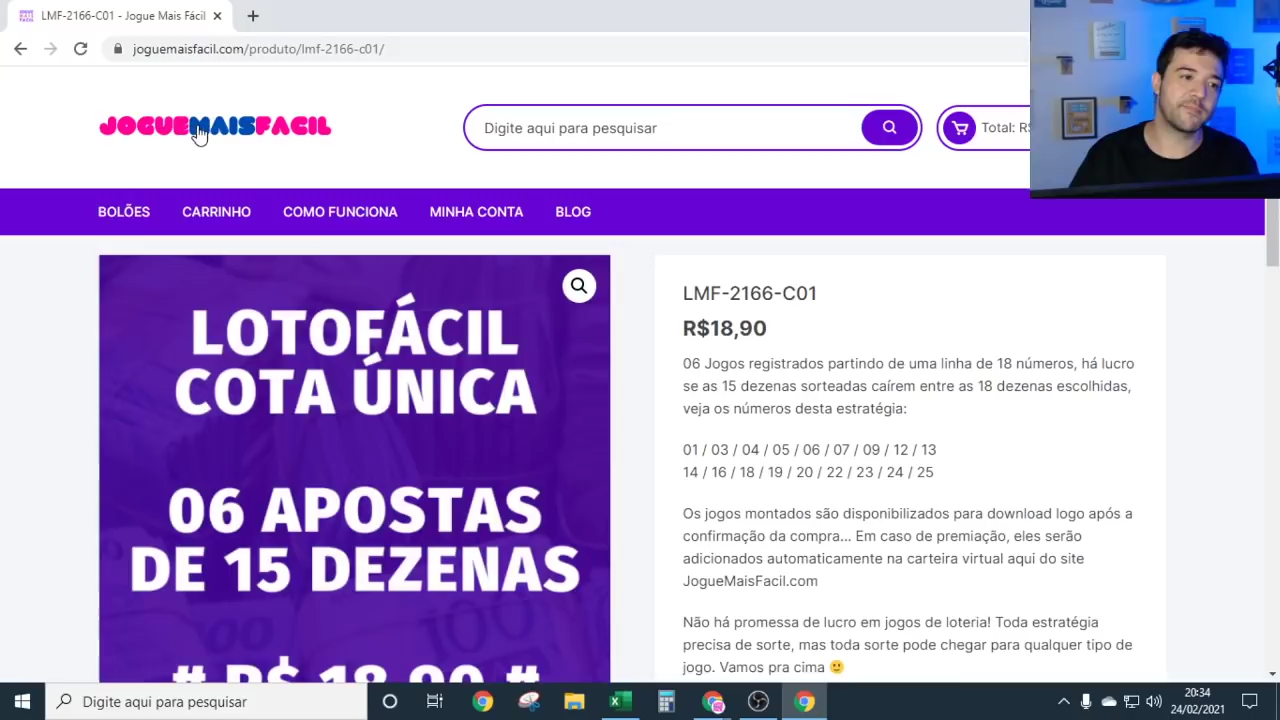 LMF-2166-C01 - Jogue Mais Fácil
joguemaisfacil.com/produto/lmf-2166-c01/
JOGUEMAISFACIL
Digite aqui para pesquisar
Total: R$
BOLÕES CARRINHO COMO FUNCIONA MINHA CONTA BLOG
LOTOFÁCIL
COTA ÚNICA
06 APOSTAS
DE 15 DEZENAS
# R$ 18,90 #
LMF-2166-C01
R$18,90
06 Jogos registrados partindo de uma linha de 18 números, há lucro
se as 15 dezenas sorteadas caírem entre as 18 dezenas escolhidas,
veja os números desta estratégia:
01 / 03 / 04 / 05 / 06 / 07 / 09 / 12 / 13
14 / 16 / 18 / 19 / 20 / 22 / 23 / 24 / 25
Os jogos montados são disponibilizados para download logo após a
confirmação da compra... Em caso de premiação, eles serão
adicionados automaticamente na carteira virtual aqui do site
JogueMaisFacil.com
Não há promessa de lucro em jogos de loteria! Toda estratégia
precisa de sorte, mas toda sorte pode chegar para qualquer tipo de
jogo. Vamos pra cima 🙂
Digite aqui para pesquisar
20:34
24/02/2021